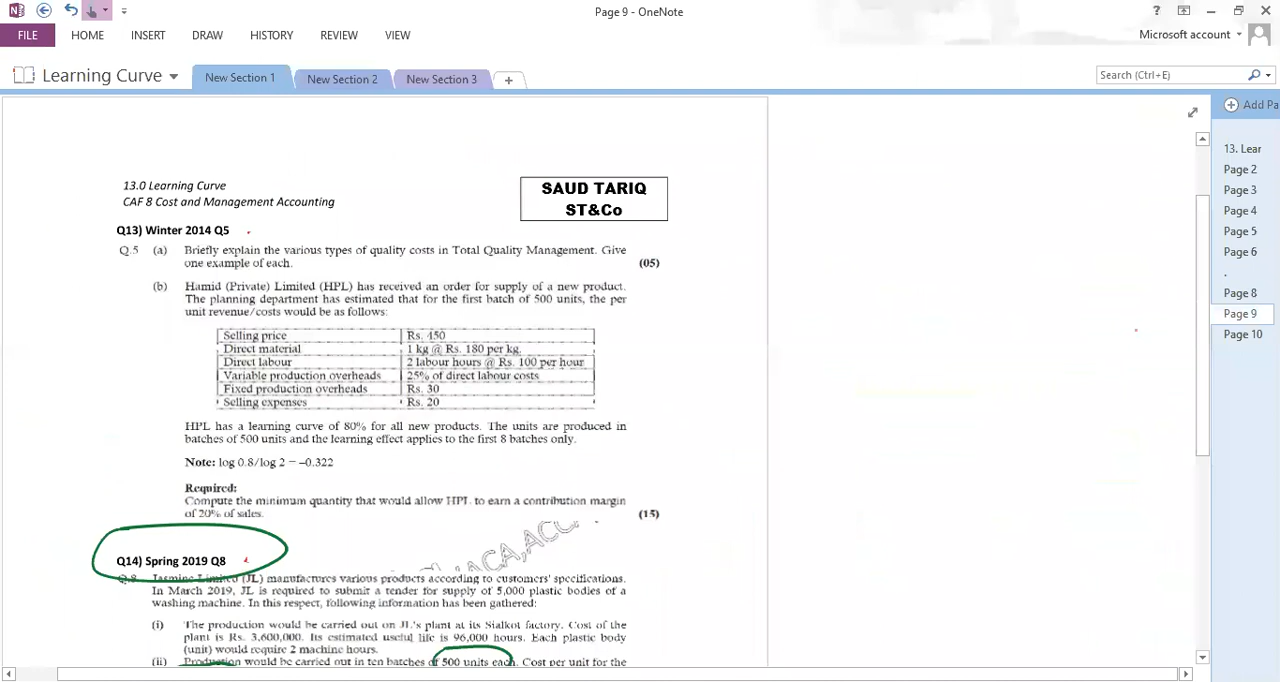 Page 9 - OneNote
?
FILE HOME INSERT DRAW HISTORY REVIEW VIEW
Microsoft account
Learning Curve
New Section 1
New Section 2
New Section 3
+
Search (Ctrl+E)
Add Pa
13. Lear
Page 2
Page 3
Page 4
Page 5
Page 6
.
Page 8
Page 9
Page 10
13.0 Learning Curve
CAF 8 Cost and Management Accounting
SAUD TARIQ
ST&Co
Q13) Winter 2014 Q5
Q.5 (a) Briefly explain the various types of quality costs in Total Quality Management. Give
one example of each. (05)
(b) Hamid (Private) Limited (HPL) has received an order for supply of a new product.
The planning department has estimated that for the first batch of 500 units, the per
unit revenue/costs would be as follows:
Selling price Rs. 450
Direct material 1 kg @ Rs. 180 per kg.
Direct labour 2 labour hours @ Rs. 100 per hour
Variable production overheads 25% of direct labour costs
Fixed production overheads Rs. 30
Selling expenses Rs. 20
HPL has a learning curve of 80% for all new products. The units are produced in
batches of 500 units and the learning effect applies to the first 8 batches only.
Note: log 0.8/log 2 = –0.322
Required:
Compute the minimum quantity that would allow HPL to earn a contribution margin
of 20% of sales. (15)
ACA, ACC
Q14) Spring 2019 Q8
Q.8 Jasmine Limited (JL) manufactures various products according to customers' specifications.
In March 2019, JL is required to submit a tender for supply of 5,000 plastic bodies of a
washing machine. In this respect, following information has been gathered:
(i) The production would be carried out on JL's plant at its Sialkot factory. Cost of the
plant is Rs. 3,600,000. Its estimated useful life is 96,000 hours. Each plastic body
(unit) would require 2 machine hours.
(ii) Production would be carried out in ten batches of 500 units each. Cost per unit for the